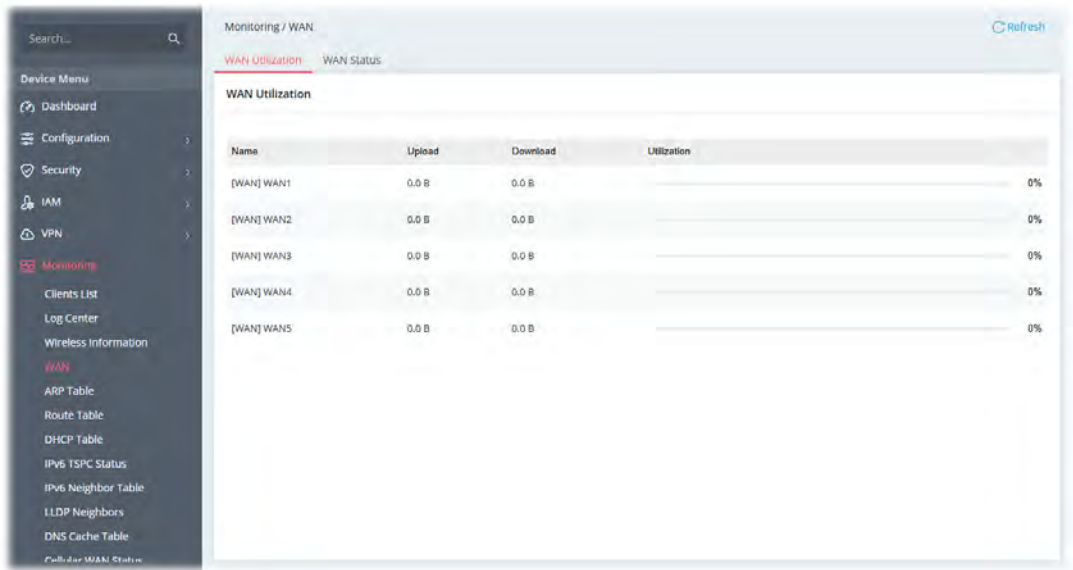 Search...
Device Menu
Dashboard
Configuration
Security
IAM
VPN
Monitoring
Clients List
Log Center
Wireless Information
WAN
ARP Table
Route Table
DHCP Table
IPv6 TSPC Status
IPv6 Neighbor Table
LLDP Neighbors
DNS Cache Table
Cellular WAN Status
Monitoring / WAN
Refresh
WAN Utilization WAN Status
WAN Utilization
Name Upload Download Utilization
[WAN] WAN1 0.0 B 0.0 B 0%
[WAN] WAN2 0.0 B 0.0 B 0%
[WAN] WAN3 0.0 B 0.0 B 0%
[WAN] WAN4 0.0 B 0.0 B 0%
[WAN] WAN5 0.0 B 0.0 B 0%